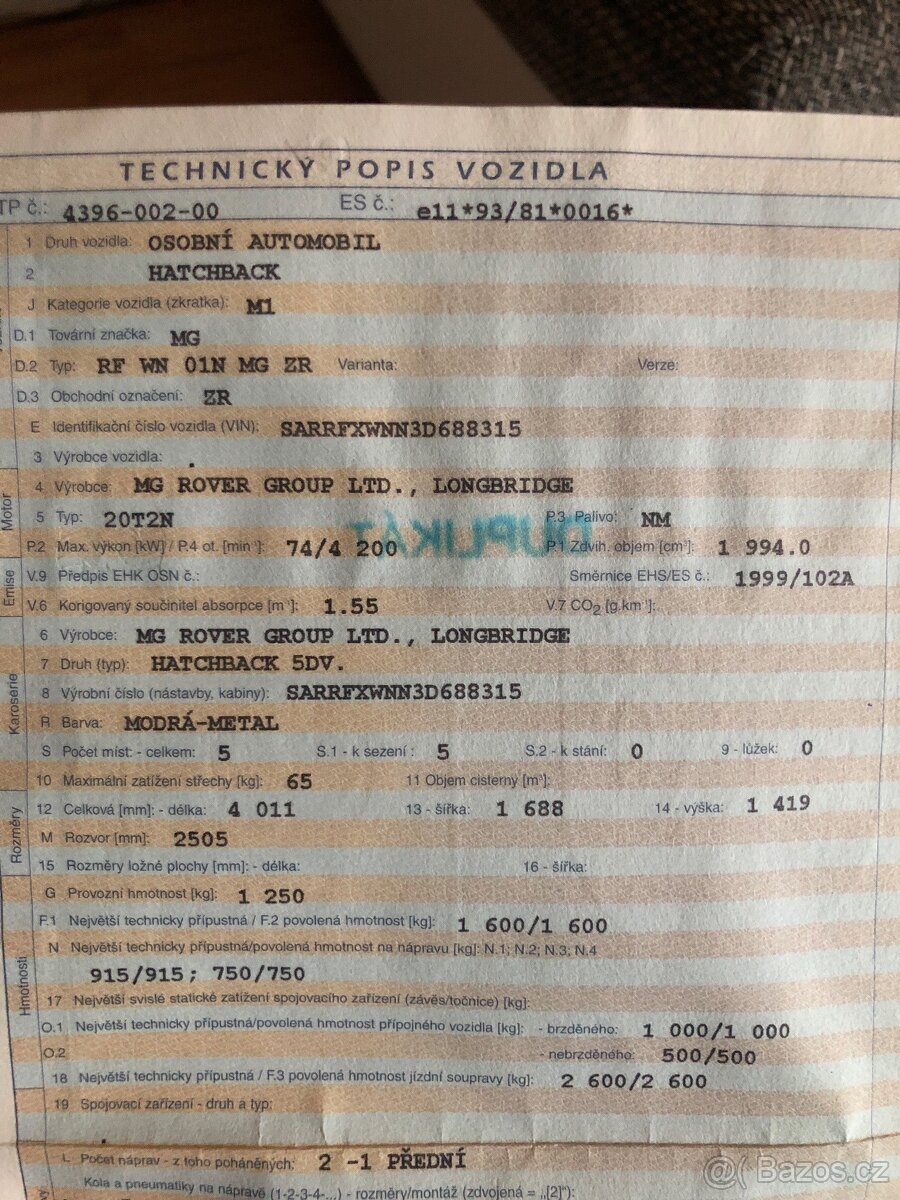 TECHNICKÝ POPIS VOZIDLA
TP č.: 4396-002-00 ES č.: e11*93/81*0016*
1 Druh vozidla: OSOBNÍ AUTOMOBIL
2 HATCHBACK
J Kategorie vozidla (zkratka): M1
D.1 Tovární značka: MG
D.2 Typ: RF WN 01N MG ZR Varianta: Verze:
D.3 Obchodní označení: ZR
E Identifikační číslo vozidla (VIN): SARRFXWNN3D688315
3 Výrobce vozidla:
Motor
4 Výrobce: MG ROVER GROUP LTD., LONGBRIDGE
5 Typ: 20T2N P.3 Palivo: NM
DUPLIKÁT
P.2 Max. výkon [kW] / P.4 ot. [min⁻¹]: 74/4 200 P.1 Zdvih. objem [cm³]: 1 994.0
Emise
V.9 Předpis EHK OSN č.: Směrnice EHS/ES č.: 1999/102A
V.6 Korigovaný součinitel absorpce [m⁻¹]: 1.55 V.7 CO₂ [g.km⁻¹]:
Karoserie
6 Výrobce: MG ROVER GROUP LTD., LONGBRIDGE
7 Druh (typ): HATCHBACK 5DV.
8 Výrobní číslo (nástavby, kabiny): SARRFXWNN3D688315
R Barva: MODRÁ-METAL
S Počet míst: - celkem: 5 S.1 - k sezení : 5 S.2 - k stání: 0 9 - lůžek: 0
10 Maximální zatížení střechy [kg]: 65 11 Objem cisterny [m³]:
Rozměry
12 Celková [mm]: - délka: 4 011 13 - šířka: 1 688 14 - výška: 1 419
M Rozvor [mm]: 2505
15 Rozměry ložné plochy [mm]: - délka: 16 - šířka:
Hmotnosti
G Provozní hmotnost [kg]: 1 250
F.1 Největší technicky přípustná / F.2 povolená hmotnost [kg]: 1 600/1 600
N Největší technicky přípustná/povolená hmotnost na nápravu [kg]: N.1; N.2; N.3; N.4
915/915; 750/750
17 Největší svislé statické zatížení spojovacího zařízení (závěs/točnice) [kg]:
O.1 Největší technicky přípustná/povolená hmotnost přípojného vozidla [kg]: - brzděného: 1 000/1 000
O.2 - nebrzděného: 500/500
18 Největší technicky přípustná / F.3 povolená hmotnost jízdní soupravy [kg]: 2 600/2 600
19 Spojovací zařízení - druh a typ:
L Počet náprav - z toho poháněných: 2 -1 PŘEDNÍ
Kola a pneumatiky na nápravě (1-2-3-4-...) - rozměry/montáž (zdvojená = „[2]"):
Bazos.cz